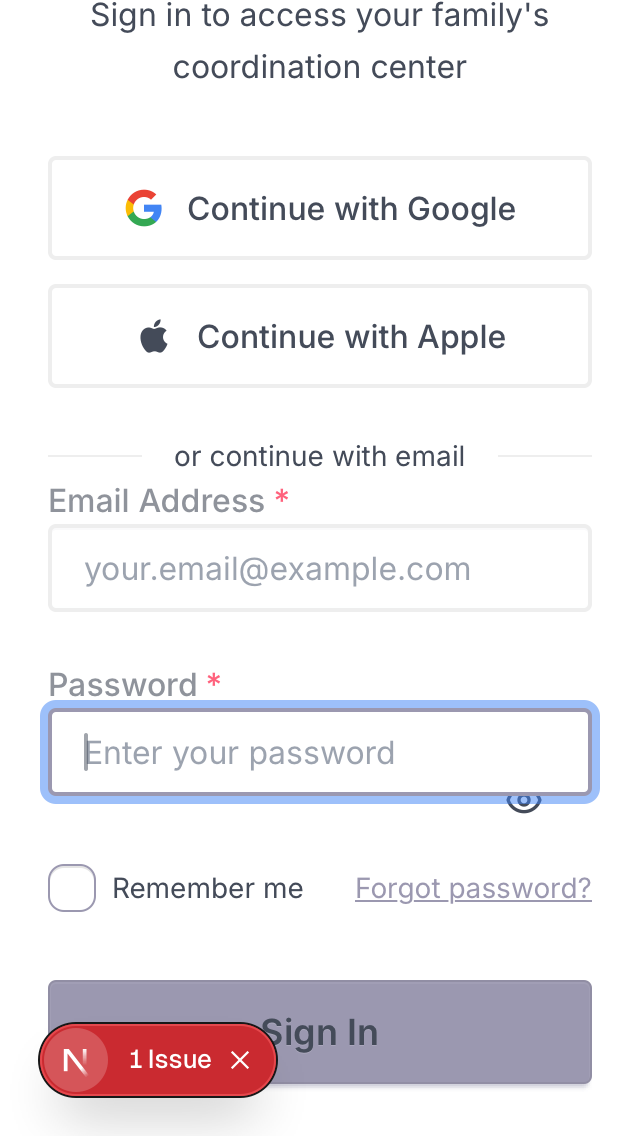 Sign in to access your family's
coordination center
Continue with Google
Continue with Apple
or continue with email
Email Address *
your.email@example.com
Password *
Enter your password
Remember me
Forgot password?
Sign In
N
1 Issue